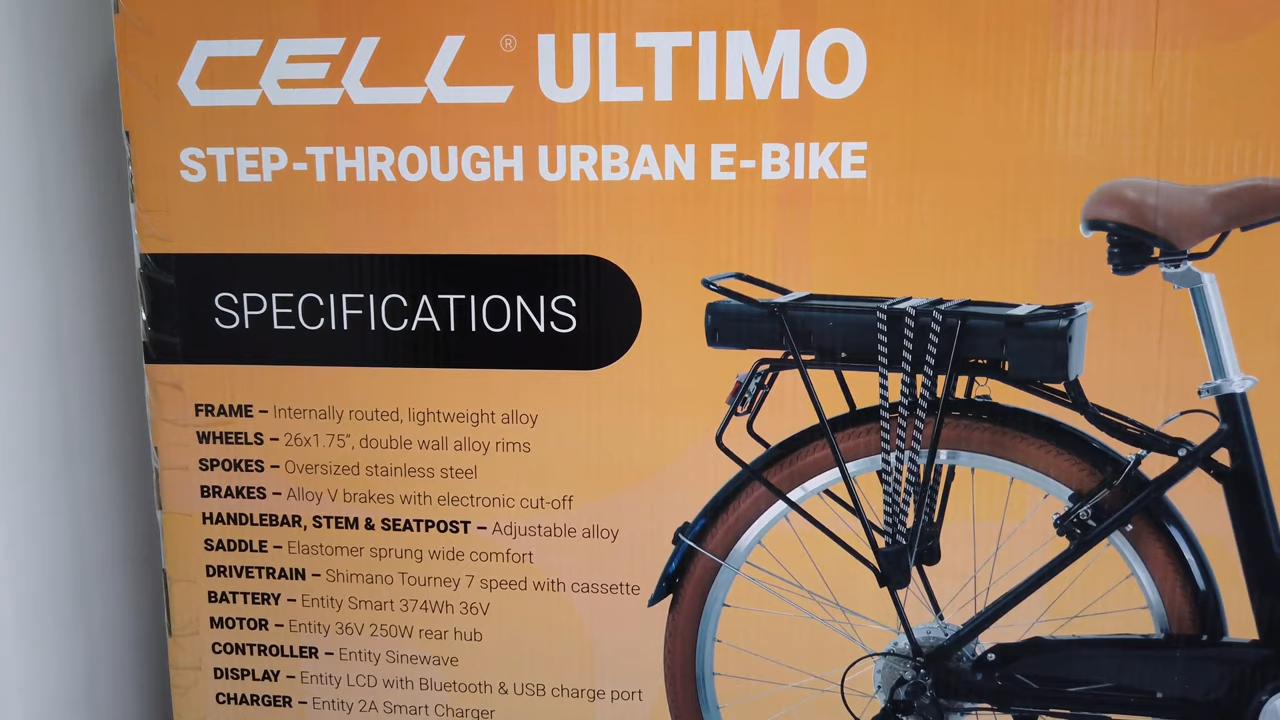 CELL® ULTIMO
STEP-THROUGH URBAN E-BIKE
SPECIFICATIONS
FRAME – Internally routed, lightweight alloy
WHEELS – 26x1.75”, double wall alloy rims
SPOKES – Oversized stainless steel
BRAKES – Alloy V brakes with electronic cut-off
HANDLEBAR, STEM & SEATPOST – Adjustable alloy
SADDLE – Elastomer sprung wide comfort
DRIVETRAIN – Shimano Tourney 7 speed with cassette
BATTERY – Entity Smart 374Wh 36V
MOTOR – Entity 36V 250W rear hub
CONTROLLER – Entity Sinewave
DISPLAY – Entity LCD with Bluetooth & USB charge port
CHARGER – Entity 2A Smart Charger